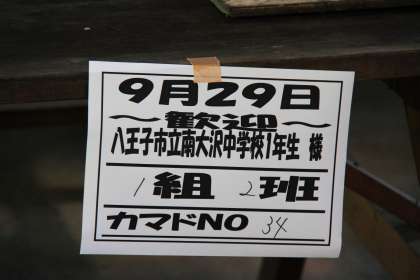 9月29日
～歓迎～
八王子市立南大沢中学校1年生 様
1 組 2 班
カマドNO 34